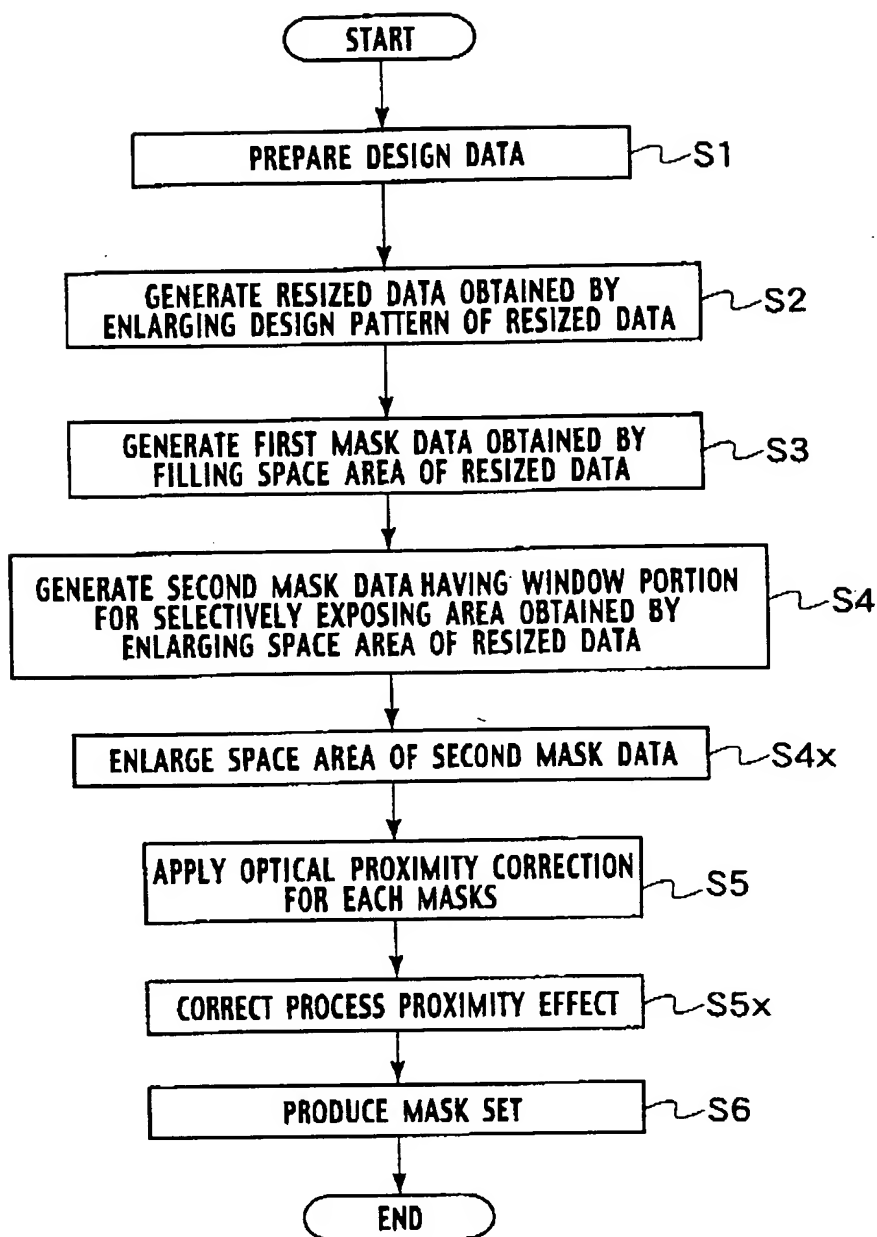 START
PREPARE DESIGN DATA
S1
GENERATE RESIZED DATA OBTAINED BY
ENLARGING DESIGN PATTERN OF RESIZED DATA
S2
GENERATE FIRST MASK DATA OBTAINED BY
FILLING SPACE AREA OF RESIZED DATA
S3
GENERATE SECOND MASK DATA HAVING WINDOW PORTION
FOR SELECTIVELY EXPOSING AREA OBTAINED BY
ENLARGING SPACE AREA OF RESIZED DATA
S4
ENLARGE SPACE AREA OF SECOND MASK DATA
S4x
APPLY OPTICAL PROXIMITY CORRECTION
FOR EACH MASKS
S5
CORRECT PROCESS PROXIMITY EFFECT
S5x
PRODUCE MASK SET
S6
END